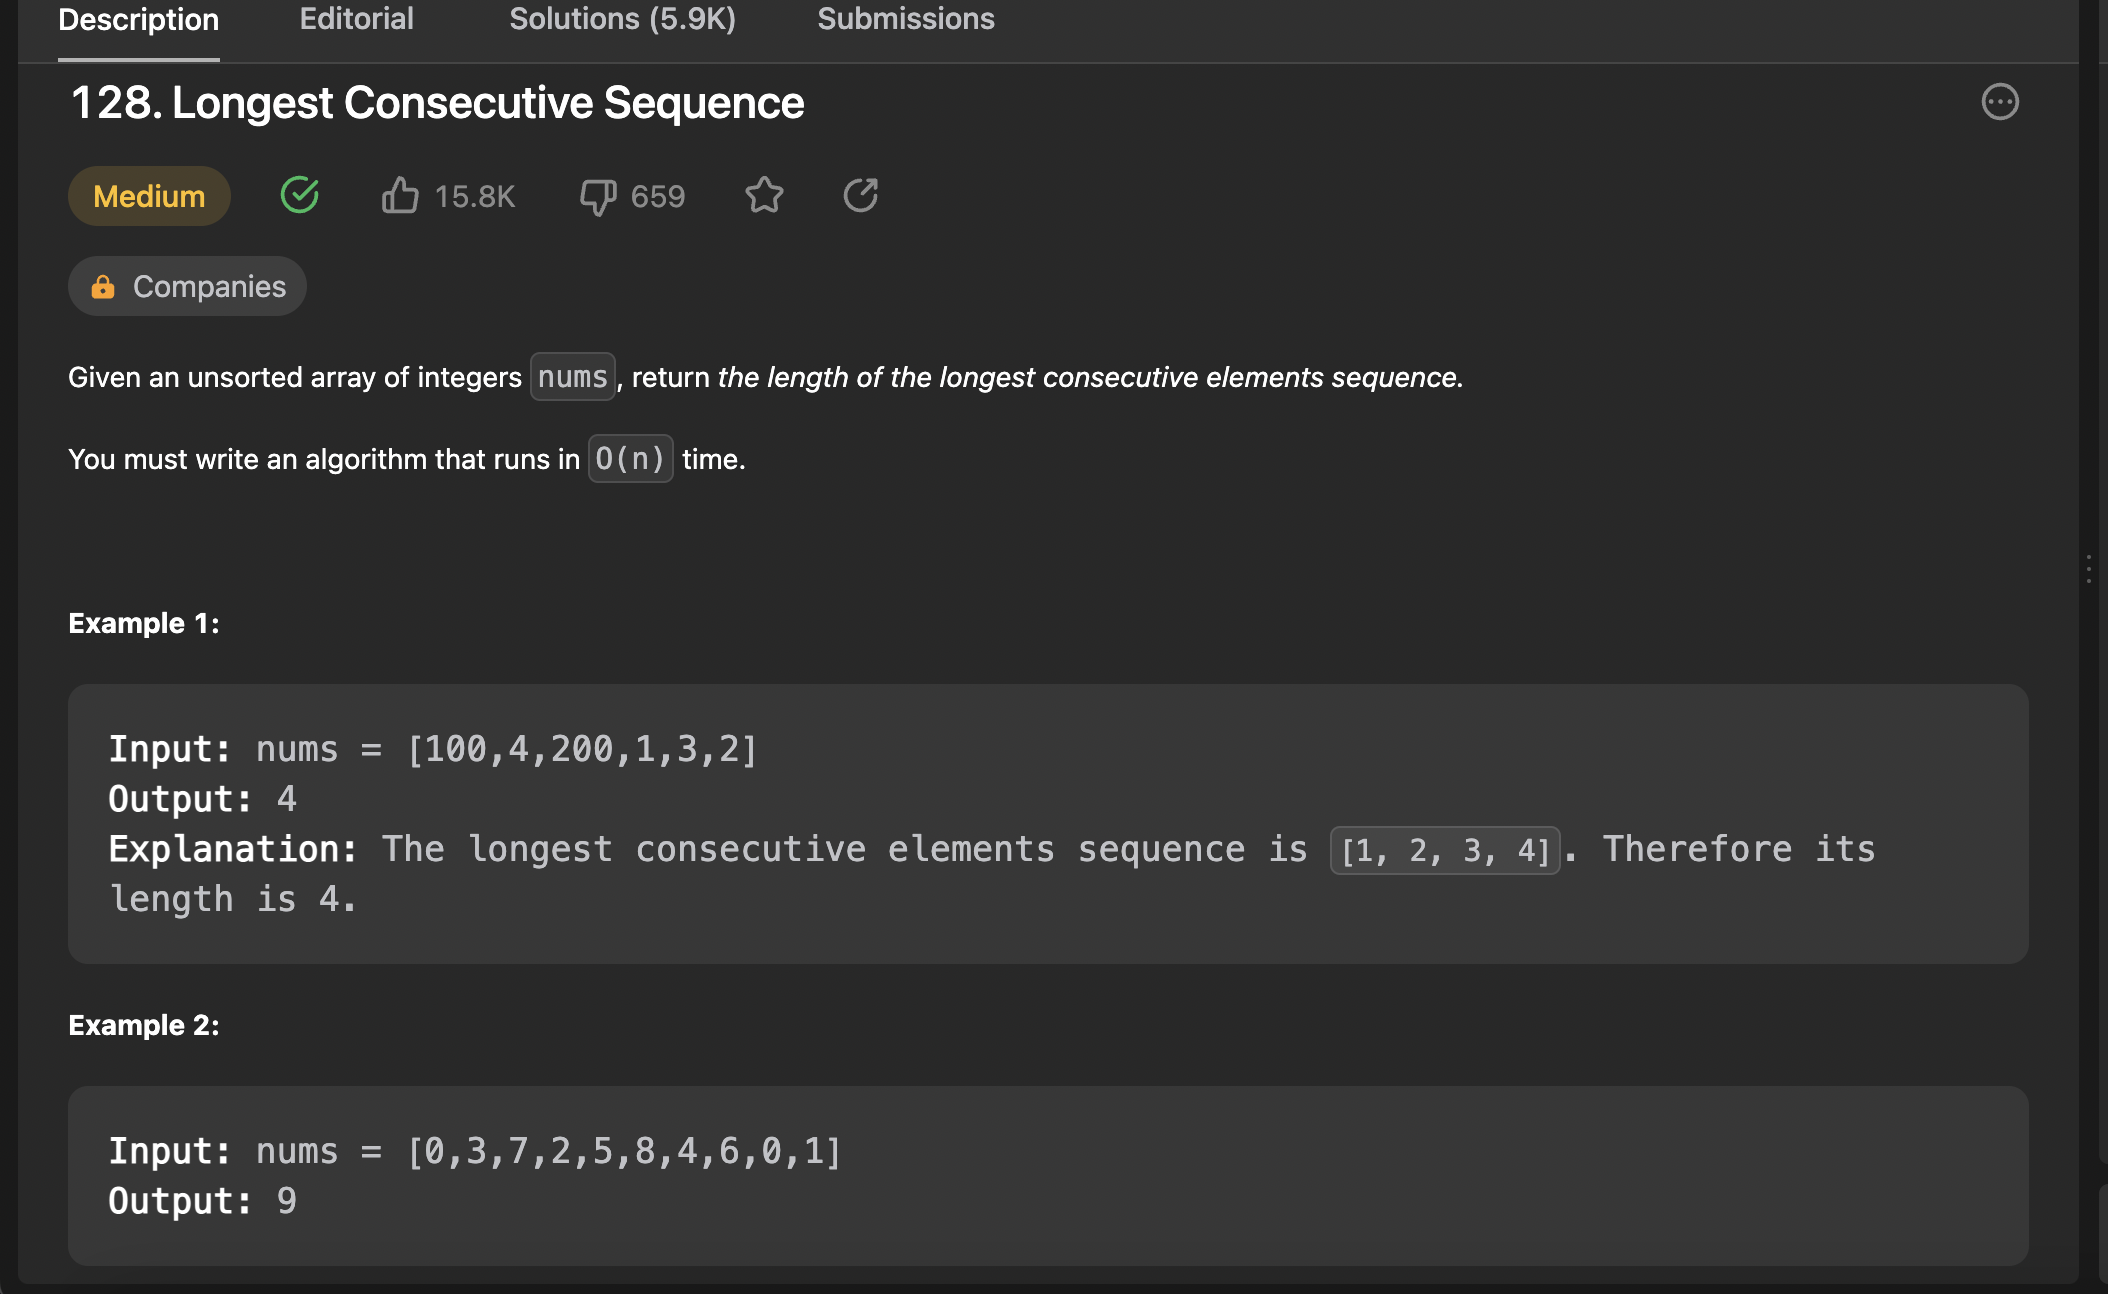 Description Editorial Solutions (5.9K) Submissions
128. Longest Consecutive Sequence
Medium 15.8K 659
Companies
Given an unsorted array of integers nums, return the length of the longest consecutive elements sequence.
You must write an algorithm that runs in O(n) time.
Example 1:
Input: nums = [100,4,200,1,3,2]
Output: 4
Explanation: The longest consecutive elements sequence is [1, 2, 3, 4]. Therefore its
length is 4.
Example 2:
Input: nums = [0,3,7,2,5,8,4,6,0,1]
Output: 9